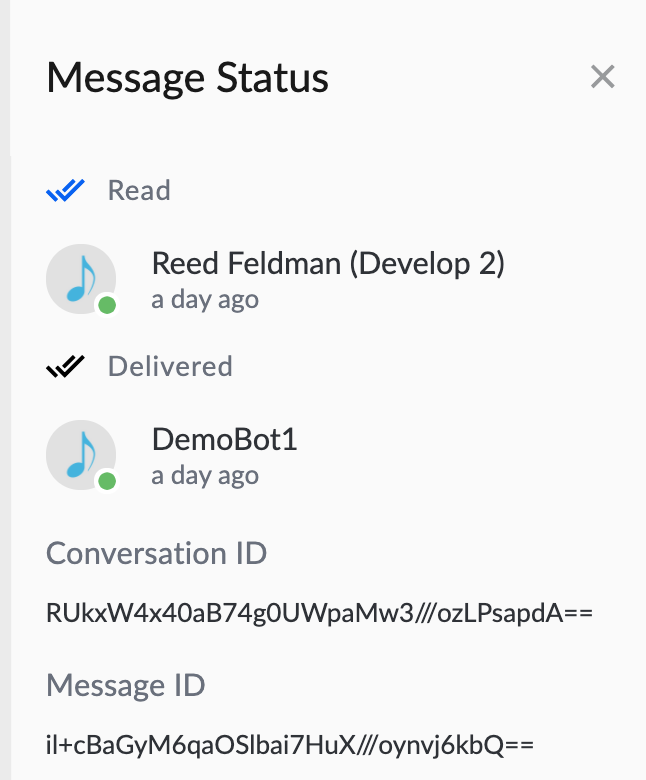 Message Status
Read
Reed Feldman (Develop 2)
a day ago
Delivered
DemoBot1
a day ago
Conversation ID
RUkxW4x40aB74g0UWpaMw3///ozLPsapdA==
Message ID
il+cBaGyM6qaOSlbai7HuX///oynvj6kbQ==